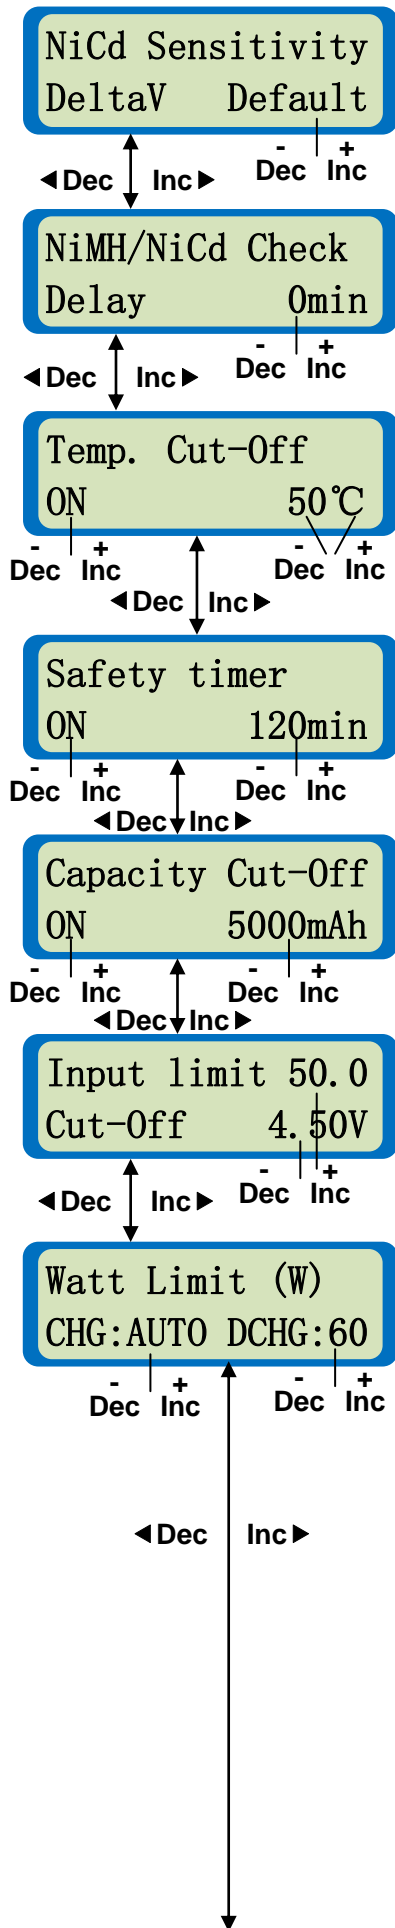 NiCd Sensitivity
DeltaV Default
- +
Dec Inc
◀Dec Inc▶
NiMH/NiCd Check
Delay 0min
- +
Dec Inc
◀Dec Inc▶
Temp. Cut-Off
ON 50℃
- + - +
Dec Inc Dec Inc
◀Dec Inc▶
Safety timer
ON 120min
- + - +
Dec Inc Dec Inc
◀Dec Inc▶
Capacity Cut-Off
ON 5000mAh
- + - +
Dec Inc Dec Inc
◀Dec Inc▶
Input limit 50.0
Cut-Off 4.50V
- +
Dec Inc
◀Dec Inc▶
Watt Limit (W)
CHG:AUTO DCHG:60
- + - +
Dec Inc Dec Inc
◀Dec Inc▶